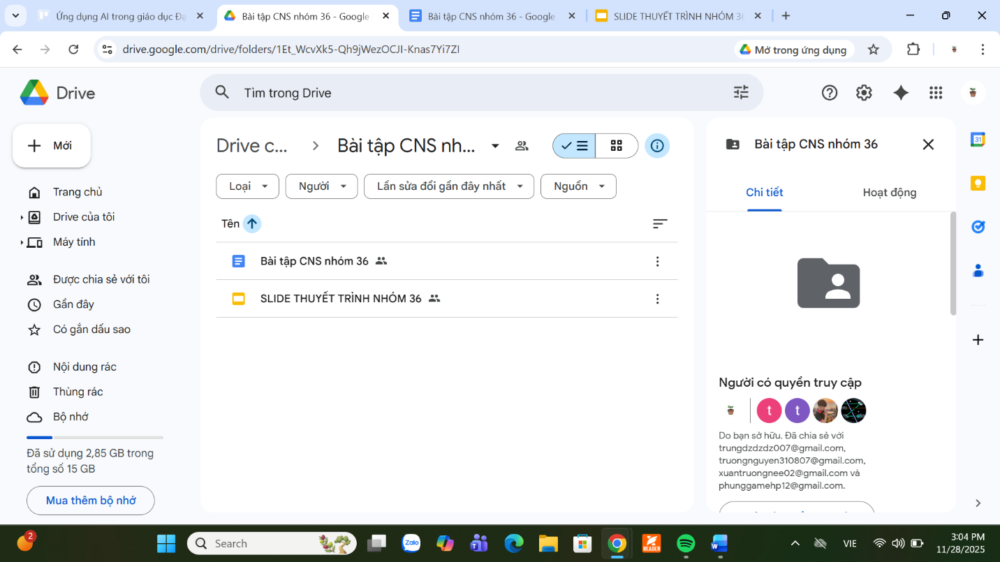 Ứng dụng AI trong giáo dục Đạ
Bài tập CNS nhóm 36 - Google
Bài tập CNS nhóm 36 - Google
SLIDE THUYẾT TRÌNH NHÓM 36
drive.google.com/drive/folders/1Et_WcvXk5-Qh9jWezOCJI-Knas7Yi7ZI
Mở trong ứng dụng
Drive
Tìm trong Drive
Mới
Trang chủ
Drive của tôi
Máy tính
Được chia sẻ với tôi
Gần đây
Có gắn dấu sao
Nội dung rác
Thùng rác
Bộ nhớ
Đã sử dụng 2,85 GB trong
tổng số 15 GB
Mua thêm bộ nhớ
Drive c...
Bài tập CNS nh...
Loại
Người
Lần sửa đổi gần đây nhất
Nguồn
Tên
Bài tập CNS nhóm 36
SLIDE THUYẾT TRÌNH NHÓM 36
Bài tập CNS nhóm 36
Chi tiết
Hoạt động
Người có quyền truy cập
t
t
Do bạn sở hữu. Đã chia sẻ với
trungdzdzdz007@gmail.com,
truongnguyen310807@gmail.com,
xuantruongnee02@gmail.com và
phunggamehp12@gmail.com.
31
2
Search
Zalo
READER
VIE
3:04 PM
11/28/2025